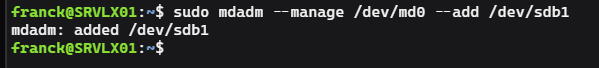 franck@SRVLX01:~$ sudo mdadm --manage /dev/md0 --add /dev/sdb1
mdadm: added /dev/sdb1
franck@SRVLX01:~$